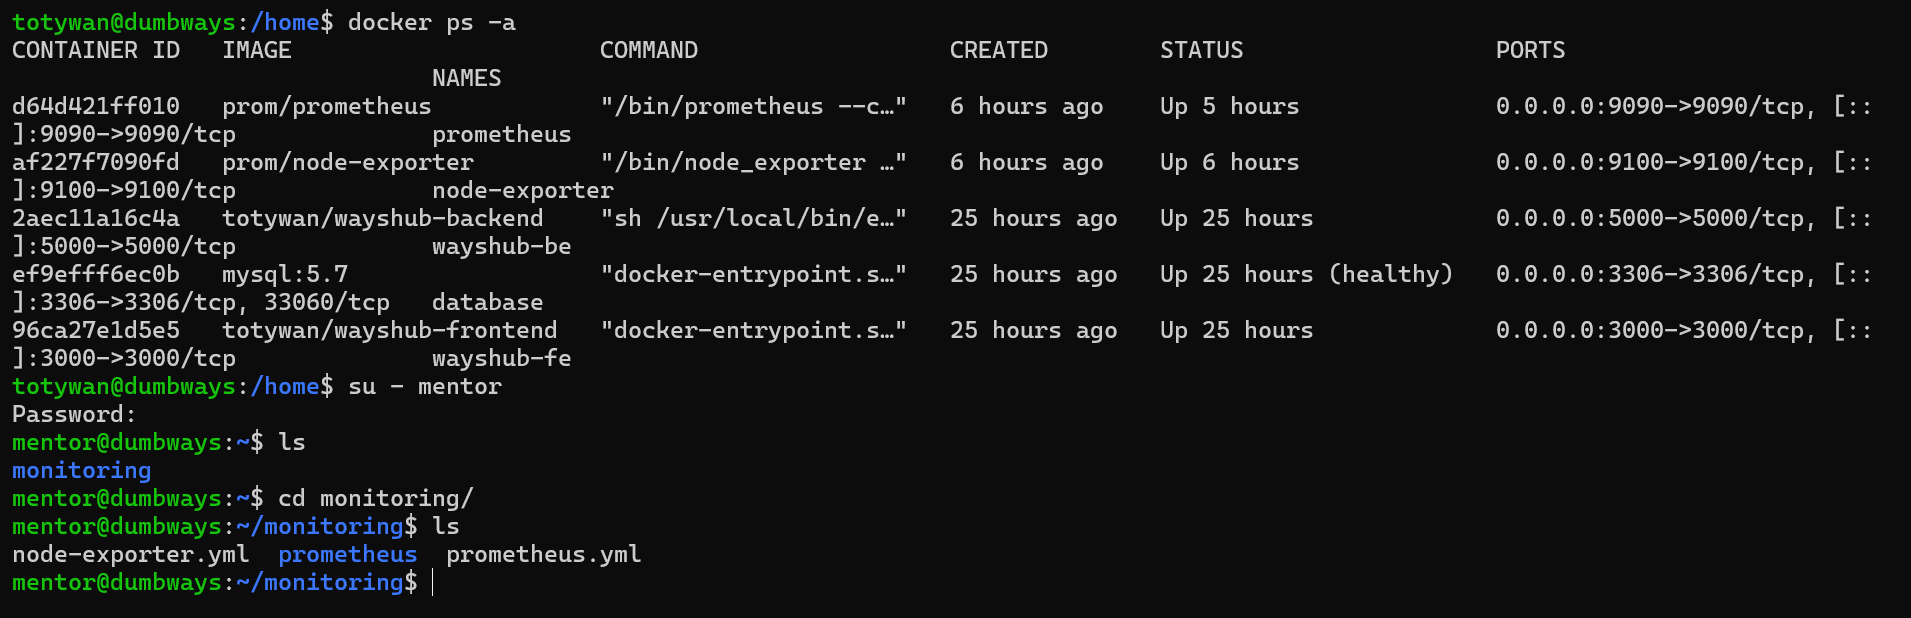 totywan@dumbways:/home$ docker ps -a
CONTAINER ID   IMAGE                      COMMAND                  CREATED        STATUS                  PORTS
                              NAMES
d64d421ff010   prom/prometheus            "/bin/prometheus --c…"   6 hours ago    Up 5 hours              0.0.0.0:9090->9090/tcp, [::
]:9090->9090/tcp              prometheus
af227f7090fd   prom/node-exporter         "/bin/node_exporter …"   6 hours ago    Up 6 hours              0.0.0.0:9100->9100/tcp, [::
]:9100->9100/tcp              node-exporter
2aec11a16c4a   totywan/wayshub-backend    "sh /usr/local/bin/e…"   25 hours ago   Up 25 hours             0.0.0.0:5000->5000/tcp, [::
]:5000->5000/tcp              wayshub-be
ef9efff6ec0b   mysql:5.7                  "docker-entrypoint.s…"   25 hours ago   Up 25 hours (healthy)   0.0.0.0:3306->3306/tcp, [::
]:3306->3306/tcp, 33060/tcp   database
96ca27e1d5e5   totywan/wayshub-frontend   "docker-entrypoint.s…"   25 hours ago   Up 25 hours             0.0.0.0:3000->3000/tcp, [::
]:3000->3000/tcp              wayshub-fe
totywan@dumbways:/home$ su - mentor
Password:
mentor@dumbways:~$ ls
monitoring
mentor@dumbways:~$ cd monitoring/
mentor@dumbways:~/monitoring$ ls
node-exporter.yml  prometheus  prometheus.yml
mentor@dumbways:~/monitoring$